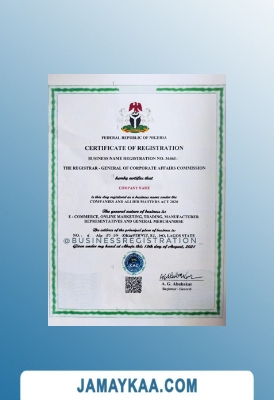 FEDERAL REPUBLIC OF NIGERIA
CERTIFICATE OF REGISTRATION
BUSINESS NAME REGISTRATION NO.
THE REGISTRAR - GENERAL OF CORPORATE AFFAIRS COMMISSION
hereby certifies that
COMPANY NAME
is this day registered as a business name under the
COMPANIES AND ALLIED MATTERS ACT 2020
The general nature of business is:
E - COMMERCE, ONLINE MARKETING, TRADING, MANUFACTURER
REPRESENTATIVES AND GENERAL MERCHANDISE
The address of the principal place of business is:
NO. LAGOS STATE
@BUSINESSREGISTRATION_
Given under my hand at Abuja this 13th day of August, 2021
CAC
A. G. Abubakar
Registrar - General
JAMAYKAA.COM